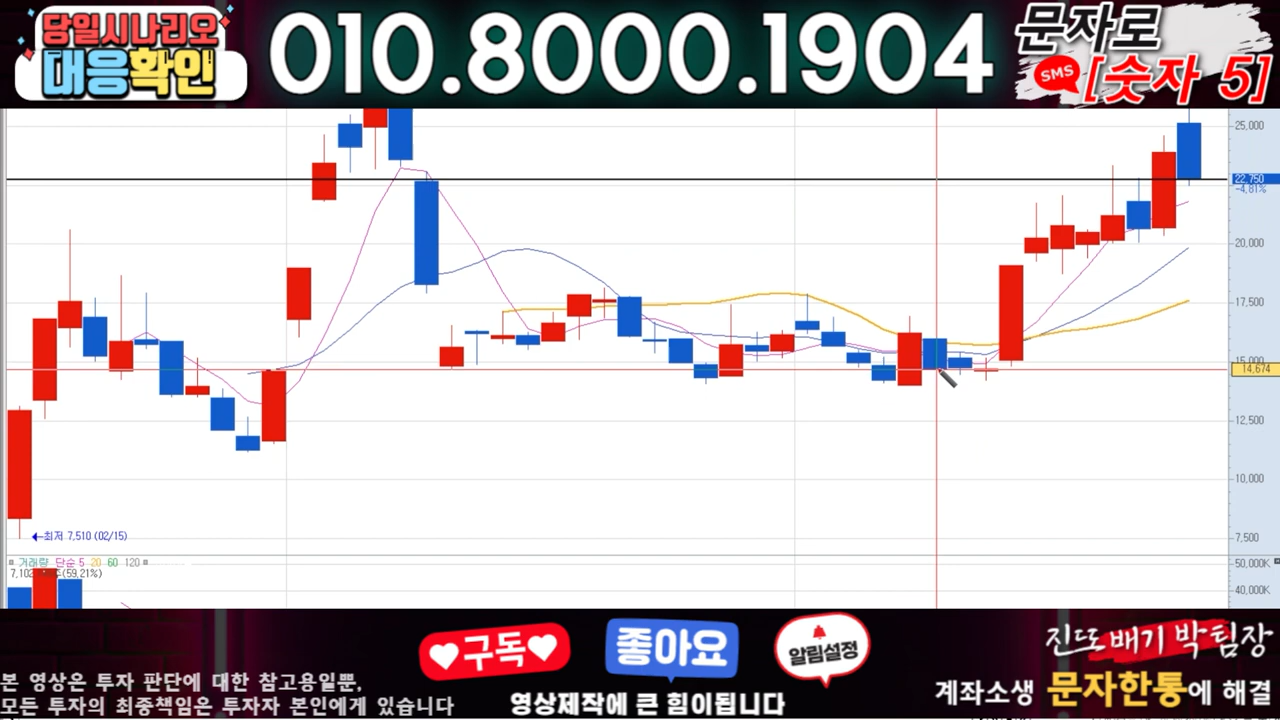 당일시나리오
대응확인
010.8000.1904
문자로
SMS
[숫자 5]
25,000
22,750
-4,81%
20,000
17,500
15,000
14,674
12,500
10,000
7,500
←최저 7,510 (02/15)
거래량 단순 5 20 60 120
(59,21%)
50,000K
40,000K
구독
좋아요
알림설정
진또배기 박팀장
본 영상은 투자 판단에 대한 참고용일뿐,
모든 투자의 최종책임은 투자자 본인에게 있습니다
영상제작에 큰 힘이됩니다
계좌소생 문자한통에 해결